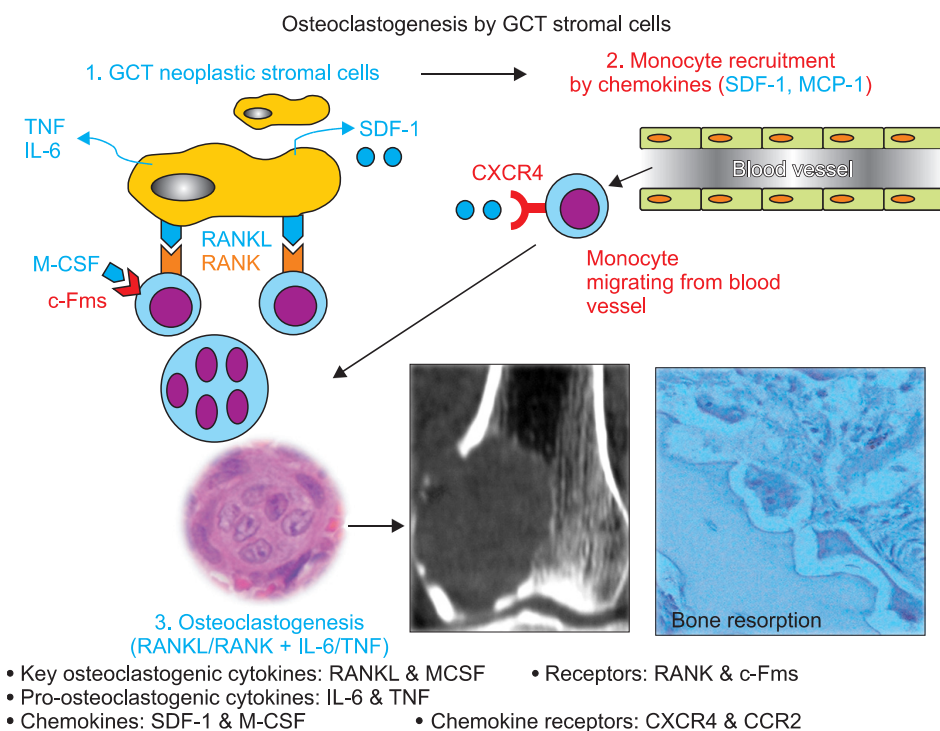 Osteoclastogenesis by GCT stromal cells
1. GCT neoplastic stromal cells
2. Monocyte recruitment
by chemokines (SDF-1, MCP-1)
TNF
IL-6
SDF-1
Blood vessel
CXCR4
RANKL
RANK
M-CSF
c-Fms
Monocyte
migrating from blood
vessel
Bone resorption
3. Osteoclastogenesis
(RANKL/RANK + IL-6/TNF)
• Key osteoclastogenic cytokines: RANKL & MCSF • Receptors: RANK & c-Fms
• Pro-osteoclastogenic cytokines: IL-6 & TNF
• Chemokines: SDF-1 & M-CSF • Chemokine receptors: CXCR4 & CCR2